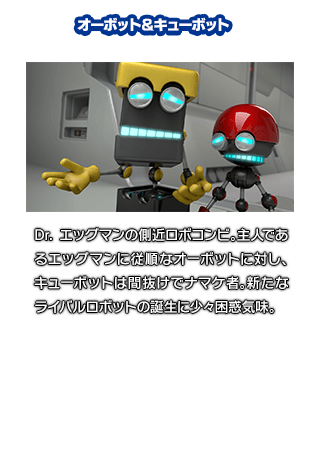 オーボット&キューボット
Dr. エッグマンの側近ロボコンビ。主人であ
るエッグマンに従順なオーボットに対し、
キューボットは間抜けでナマケ者。新たな
ライバルロボットの誕生に少々困惑気味。